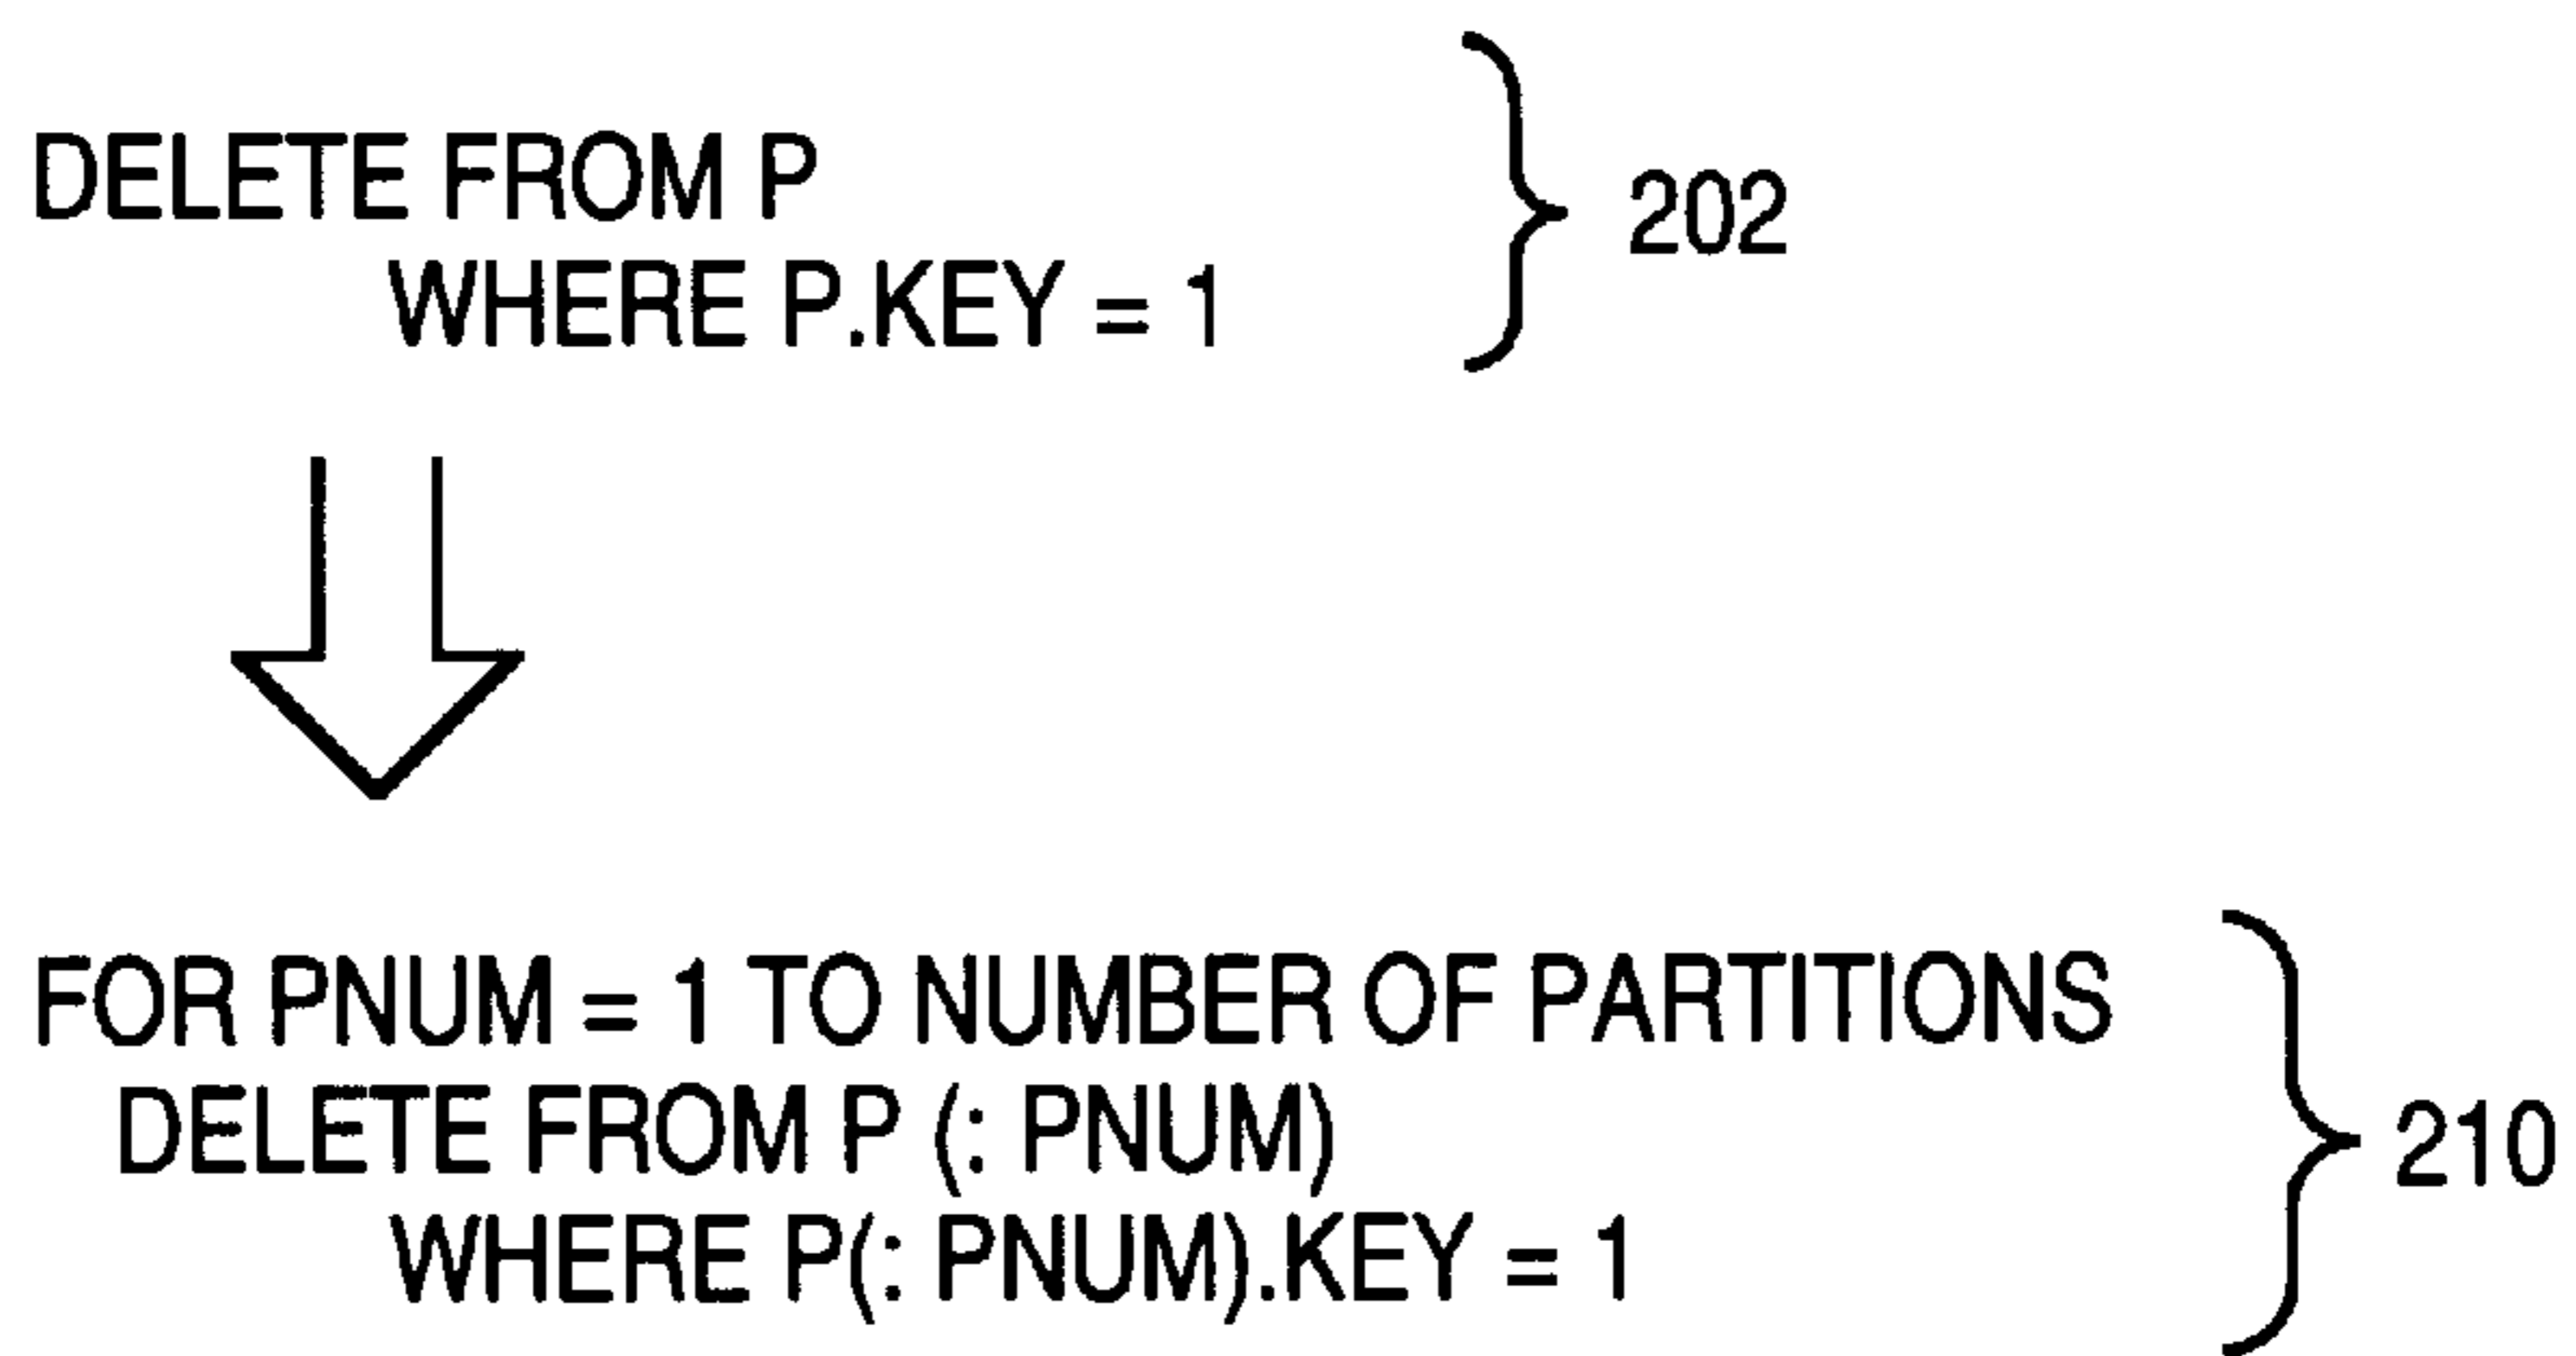 DELETE FROM P
WHERE P.KEY = 1
202
FOR PNUM = 1 TO NUMBER OF PARTITIONS
DELETE FROM P (: PNUM)
WHERE P(: PNUM).KEY = 1
210